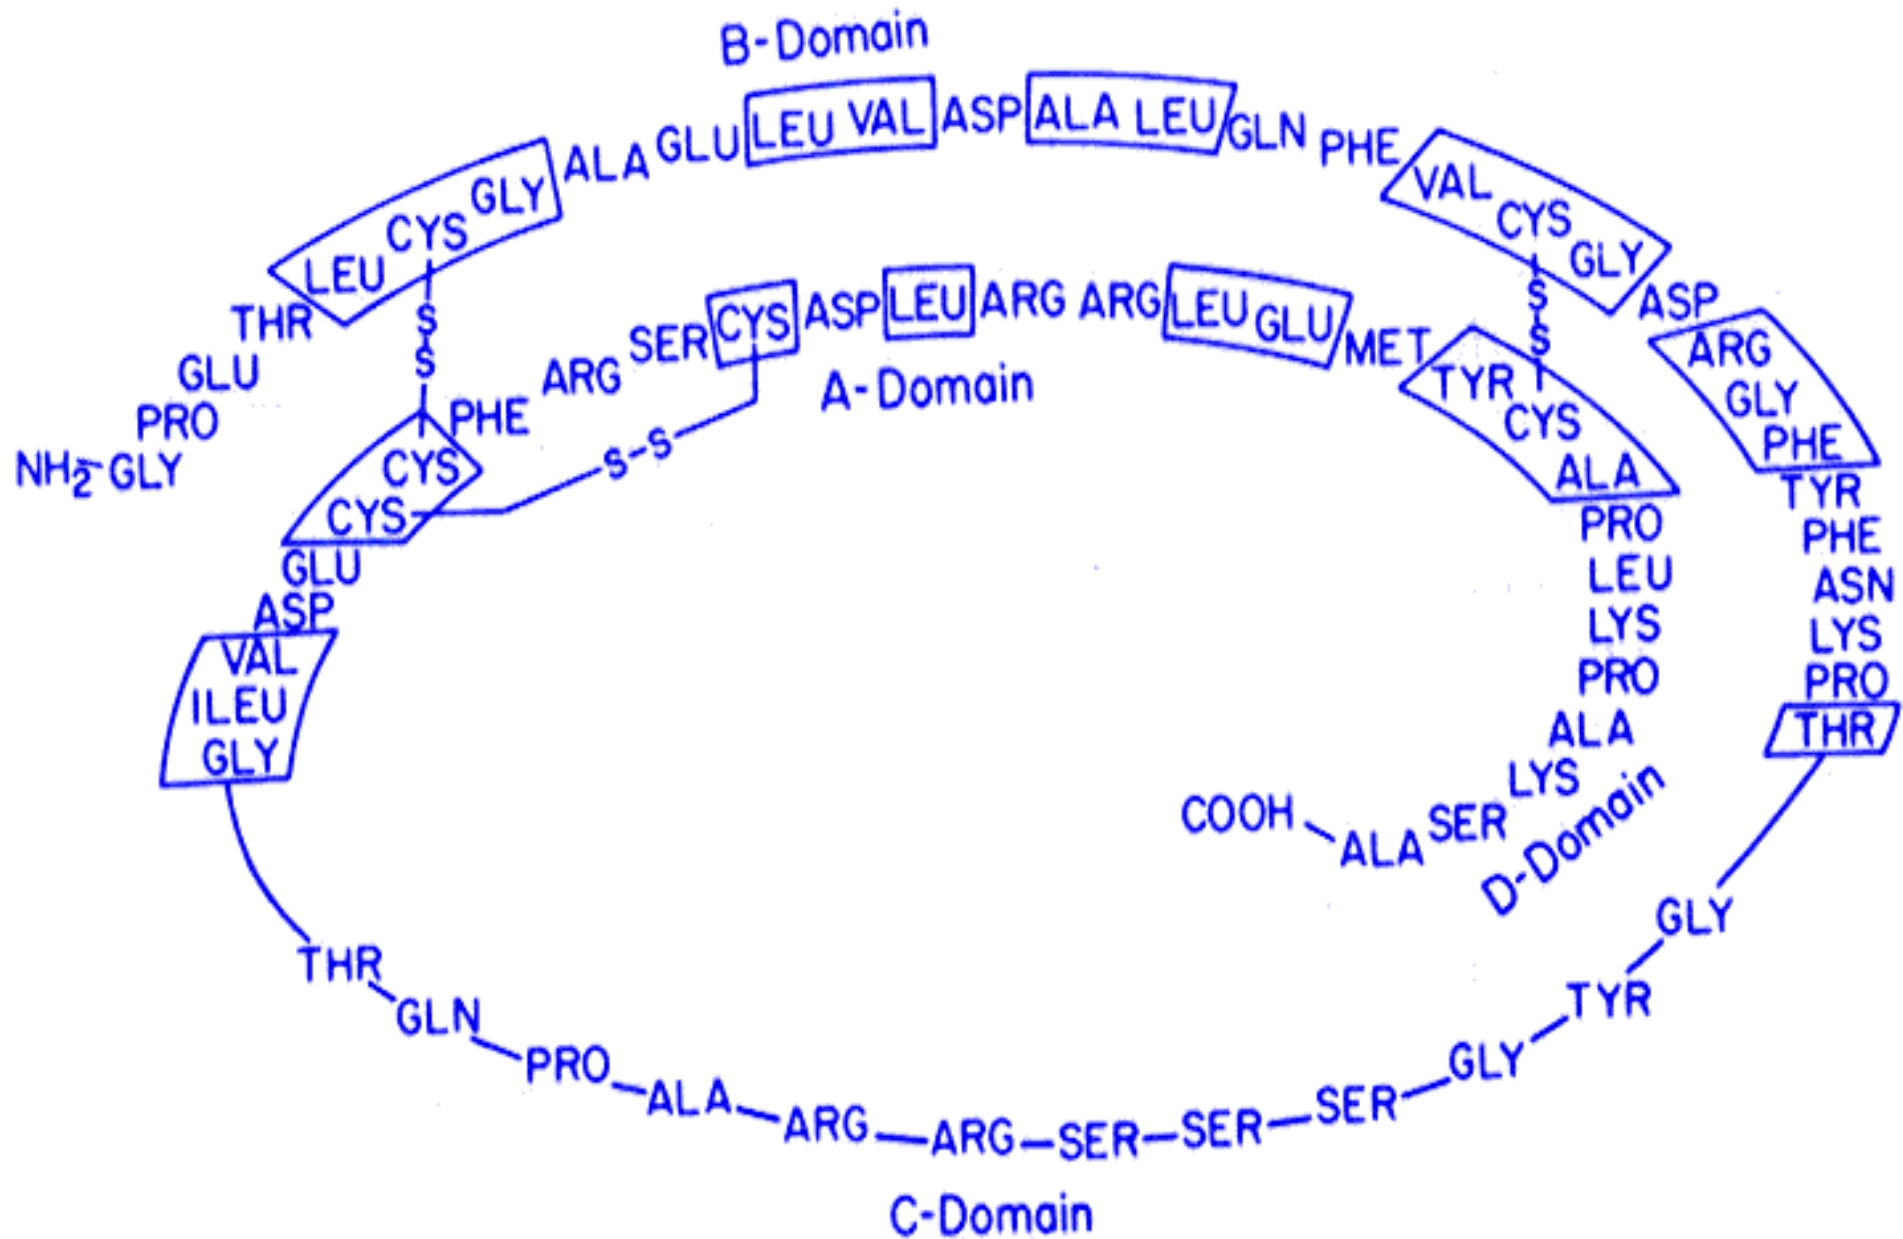 B-Domain
NH2-GLY PRO GLU THR LEU CYS GLY ALA GLU LEU VAL ASP ALA LEU GLN PHE VAL CYS GLY ASP ARG GLY PHE TYR PHE ASN LYS PRO THR
GLY TYR GLY SER SER SER ARG ARG ALA PRO GLN THR
C-Domain
GLY ILEU VAL ASP GLU CYS CYS PHE ARG SER CYS ASP LEU ARG ARG LEU GLU MET TYR CYS ALA
A-Domain
PRO LEU LYS PRO ALA LYS SER ALA COOH
D-Domain
S
S
S-S
S
S